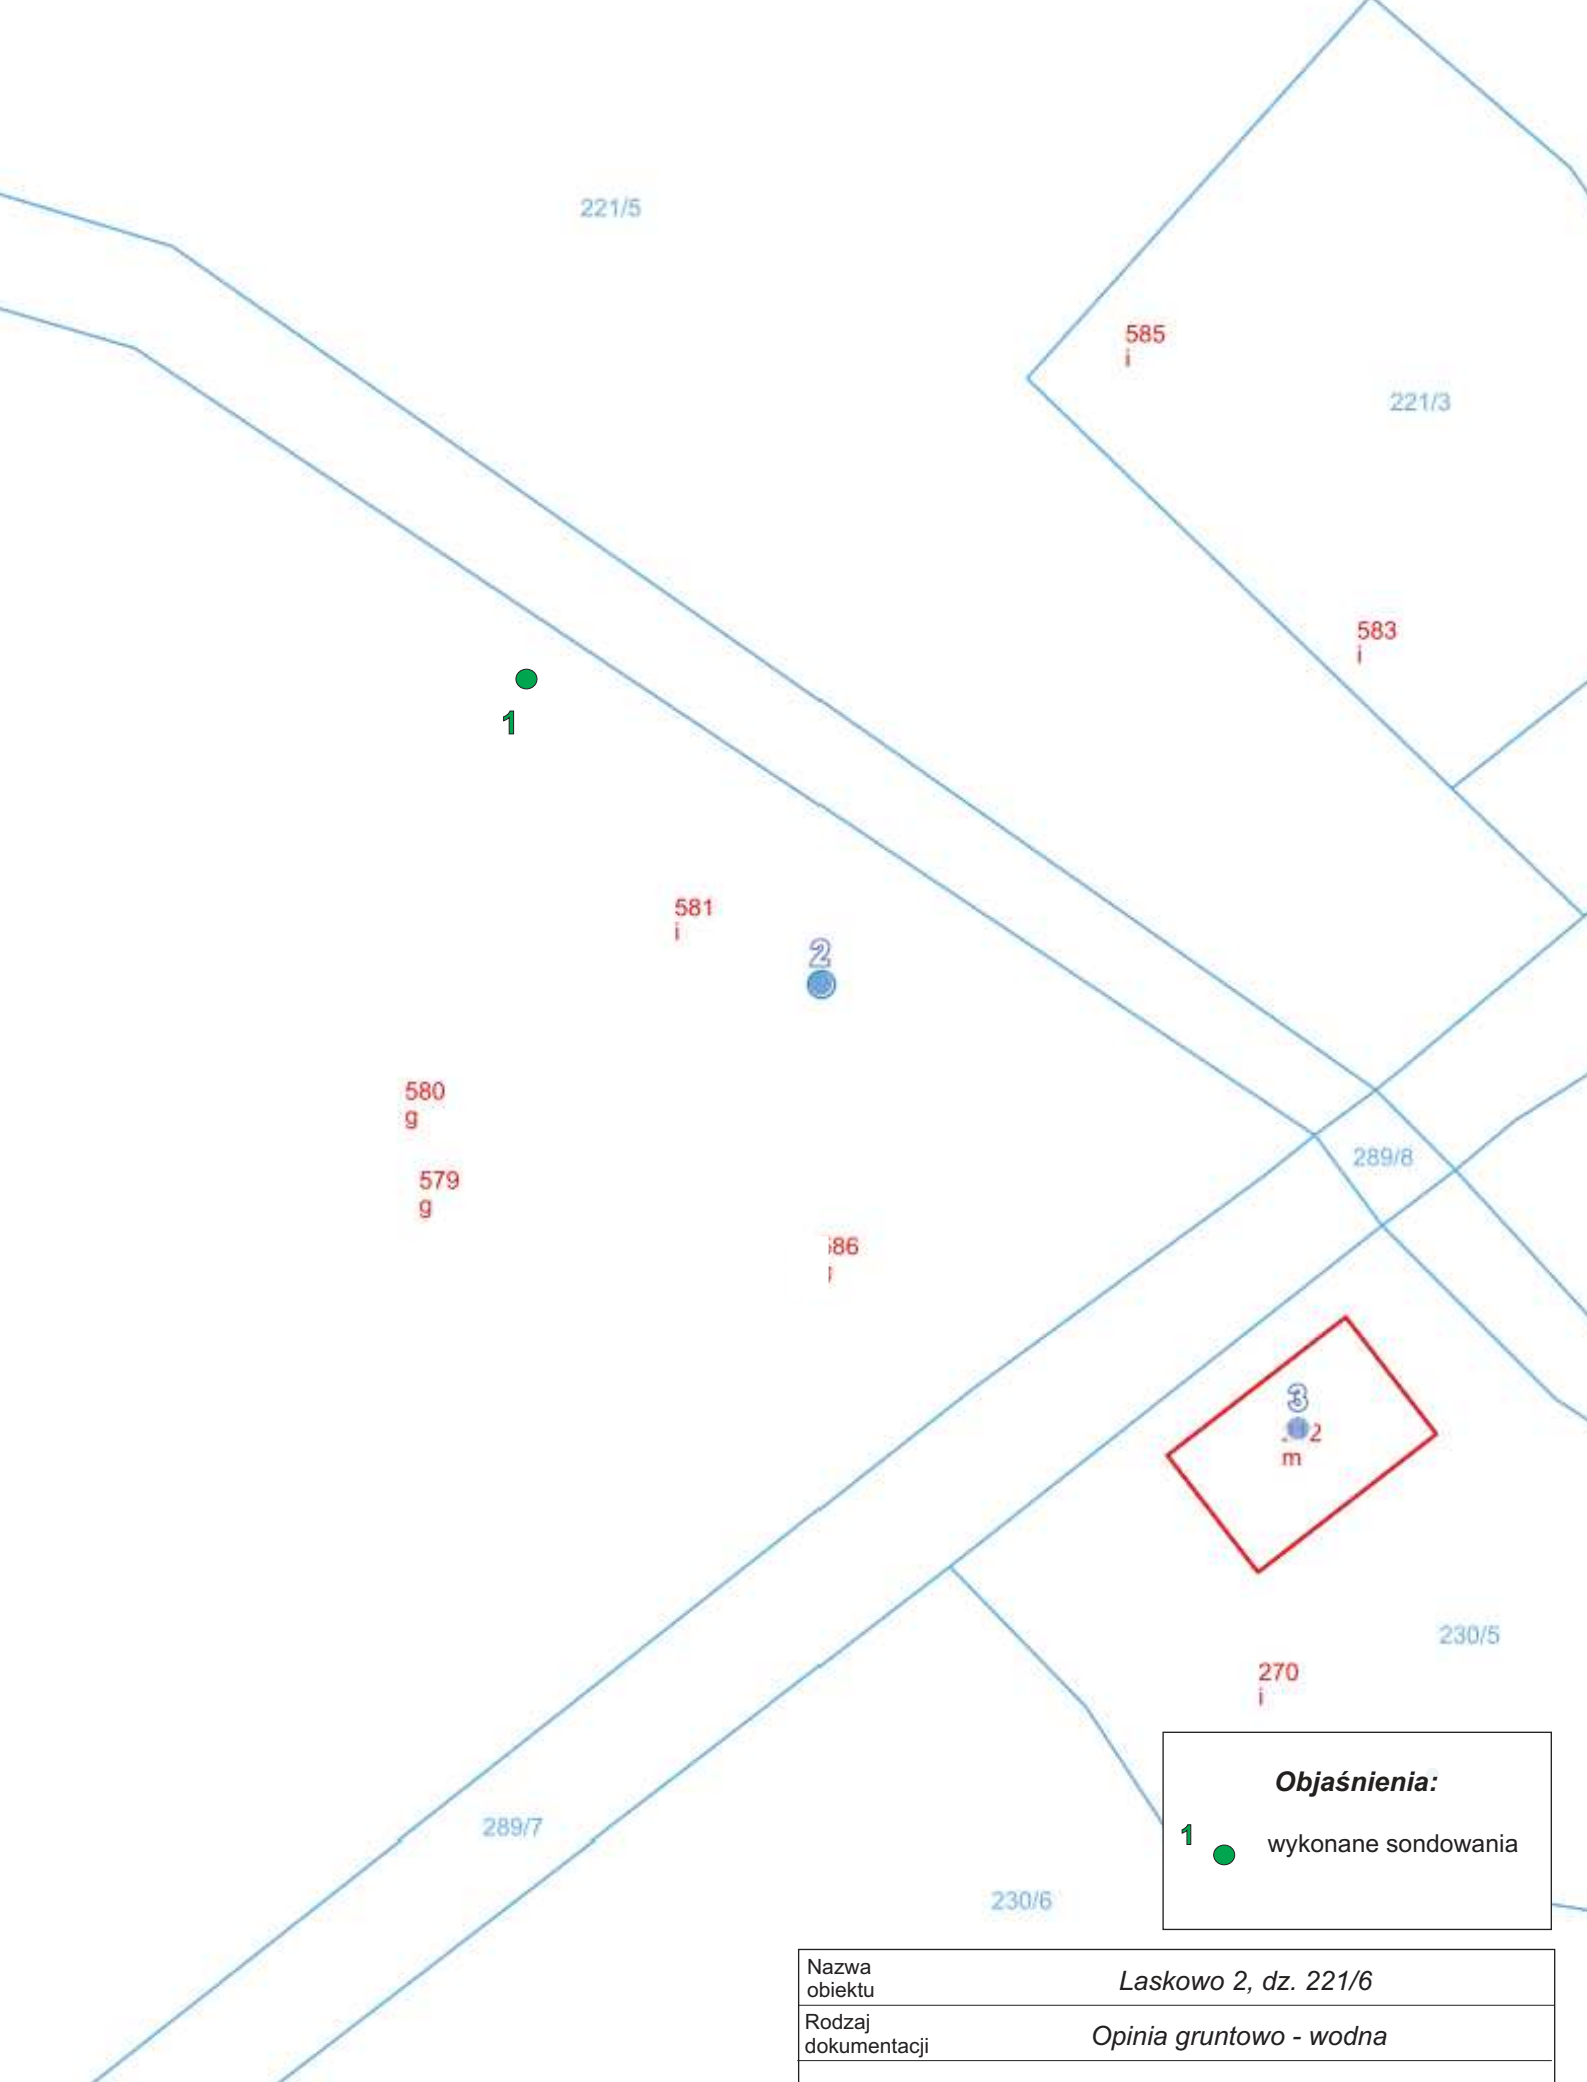 221/5
585
i
221/3
583
i
1
581
i
2
580
g
579
g
289/8
86
3
2
m
230/5
270
i
Objaśnienia:
1 wykonane sondowania
289/7
230/6
Nazwa
obiektu
Laskowo 2, dz. 221/6
Rodzaj
dokumentacji
Opinia gruntowo - wodna